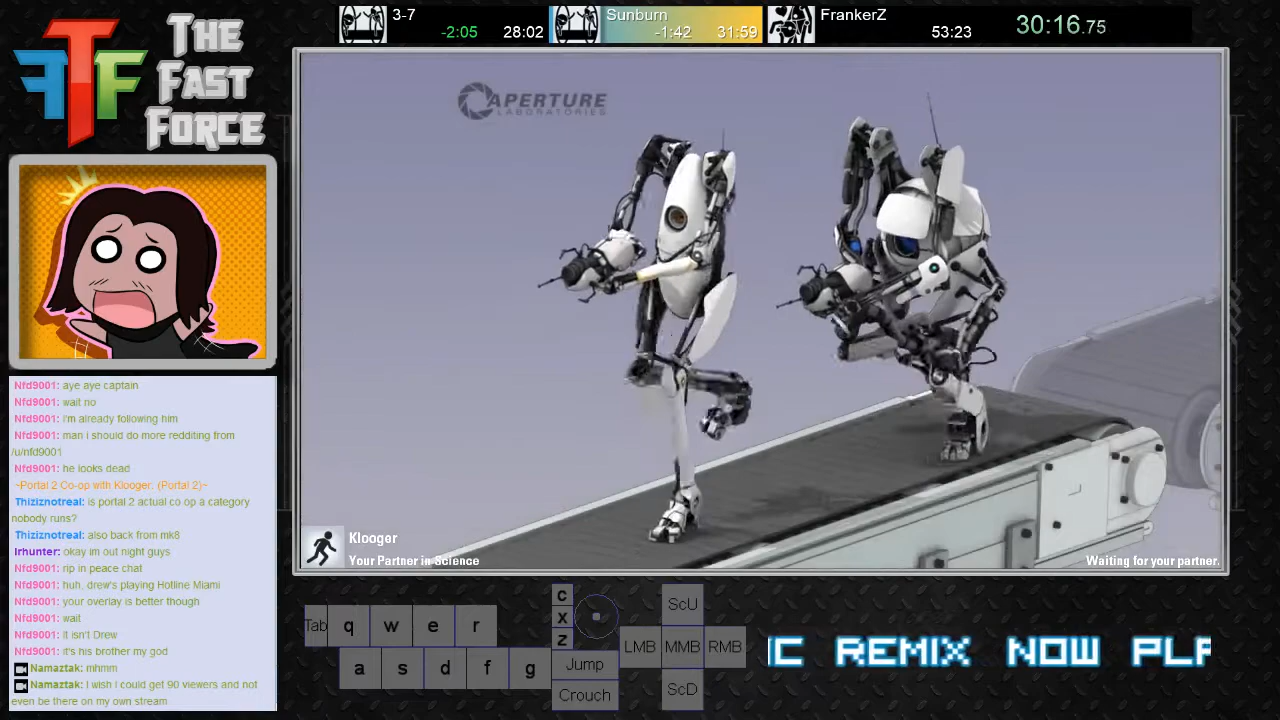 THE
FAST
FORCE
3-7
-2:05 28:02
Sunburn
-1:42 31:59
FrankerZ
53:23
30:16.75
APERTURE
LABORATORIES
Klooger
Your Partner in Science
Waiting for your partner.
Nfd9001: aye aye captain
Nfd9001: wait no
Nfd9001: i'm already following him
Nfd9001: man i should do more redditing from
/u/nfd9001
Nfd9001: he looks dead
~Portal 2 Co-op with Klooger. (Portal 2)~
Thiziznotreal: is portal 2 actual co op a category
nobody runs?
Thiziznotreal: also back from mk8
lrhunter: okay im out night guys
Nfd9001: rip in peace chat
Nfd9001: huh, drew's playing Hotline Miami
Nfd9001: your overlay is better though
Nfd9001: wait
Nfd9001: it isn't Drew
Nfd9001: it's his brother my god
Namaztak: mhmm
Namaztak: I wish I could get 90 viewers and not
even be there on my own stream
Tab q w e r
a s d f g
C
X
Z
Jump
Crouch
ScU
LMB MMB RMB
ScD
IC REMIX NOW PLA